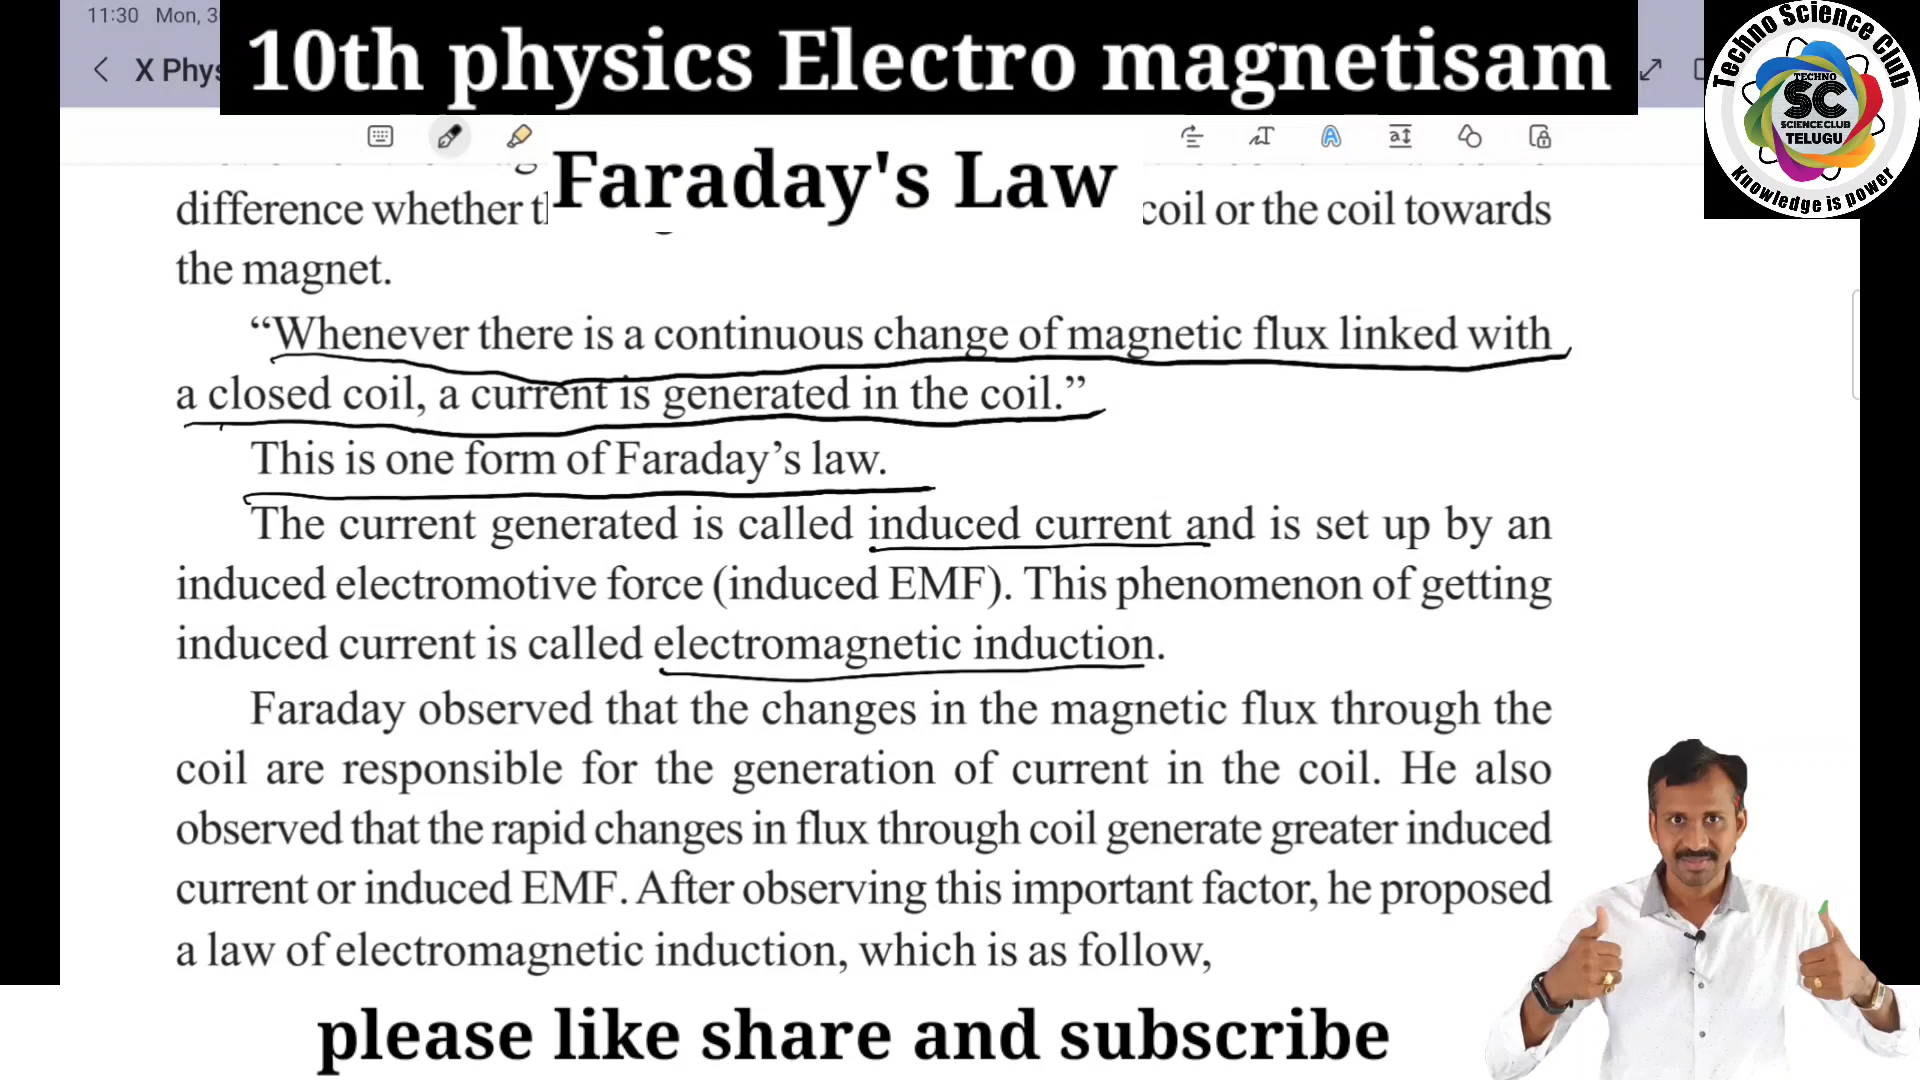 11:30 Mon, 3
X Phys
10th physics Electro magnetisam
Techno Science Club
TECHNO
SC
SCIENCE CLUB
TELUGU
Knowledge is power
Faraday's Law
difference whether coil or the coil towards
the magnet.
“Whenever there is a continuous change of magnetic flux linked with
a closed coil, a current is generated in the coil.”
This is one form of Faraday’s law.
The current generated is called induced current and is set up by an
induced electromotive force (induced EMF). This phenomenon of getting
induced current is called electromagnetic induction.
Faraday observed that the changes in the magnetic flux through the
coil are responsible for the generation of current in the coil. He also
observed that the rapid changes in flux through coil generate greater induced
current or induced EMF. After observing this important factor, he proposed
a law of electromagnetic induction, which is as follow,
please like share and subscribe